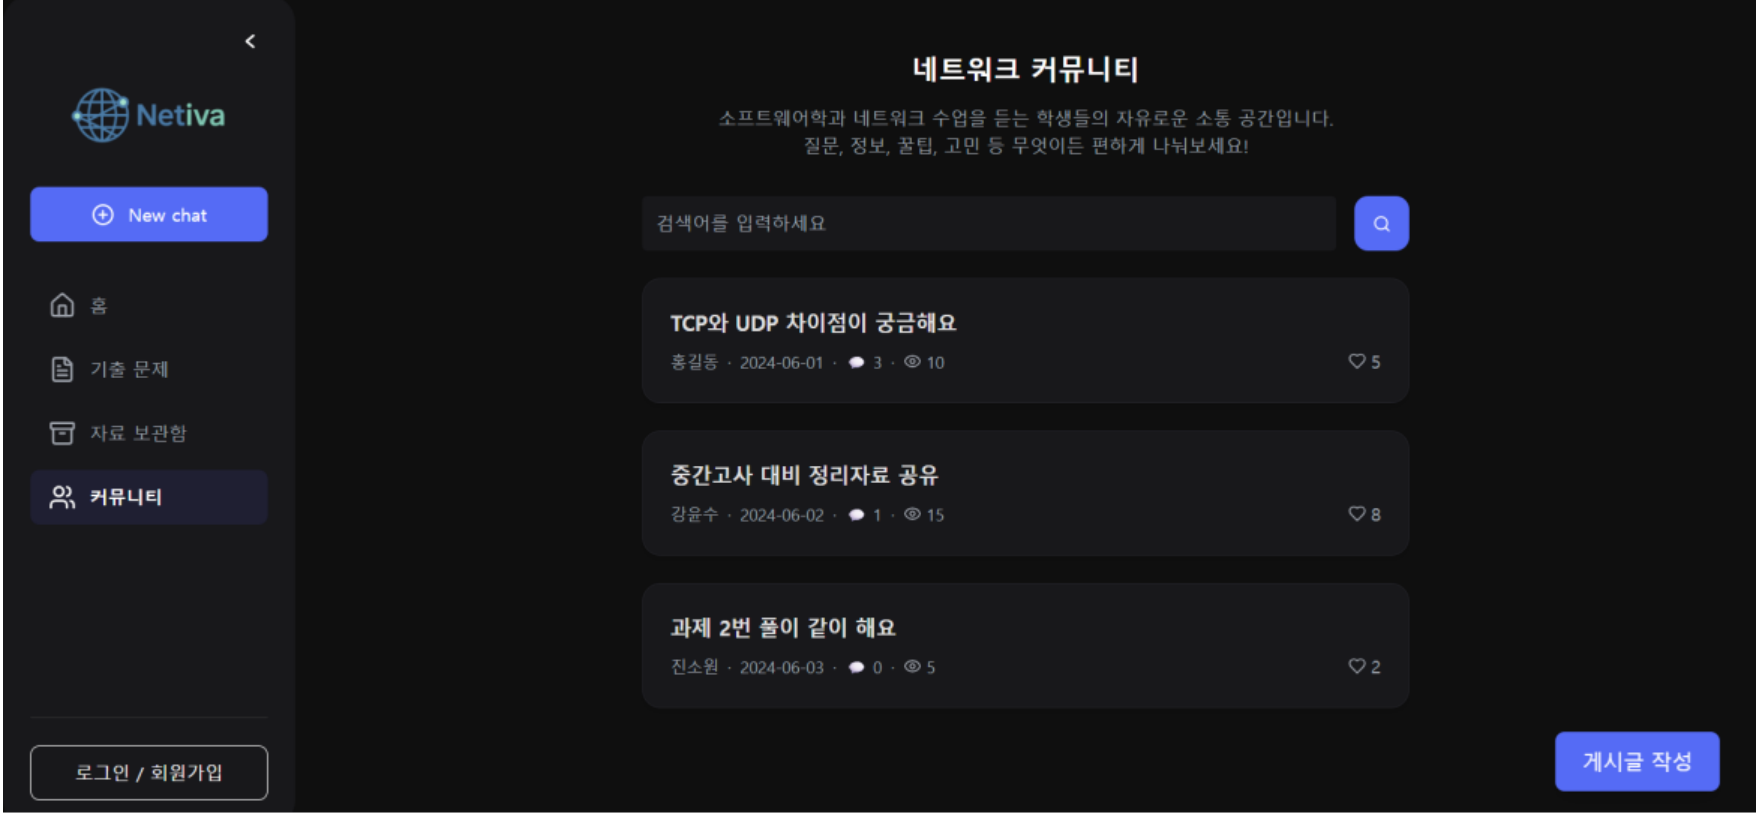 Netiva
New chat
홈
기출 문제
자료 보관함
커뮤니티
로그인 / 회원가입
네트워크 커뮤니티
소프트웨어학과 네트워크 수업을 듣는 학생들의 자유로운 소통 공간입니다.
질문, 정보, 꿀팁, 고민 등 무엇이든 편하게 나눠보세요!
검색어를 입력하세요
TCP와 UDP 차이점이 궁금해요
홍길동 · 2024-06-01 · 3 · 10 5
중간고사 대비 정리자료 공유
강윤수 · 2024-06-02 · 1 · 15 8
과제 2번 풀이 같이 해요
진소원 · 2024-06-03 · 0 · 5 2
게시글 작성